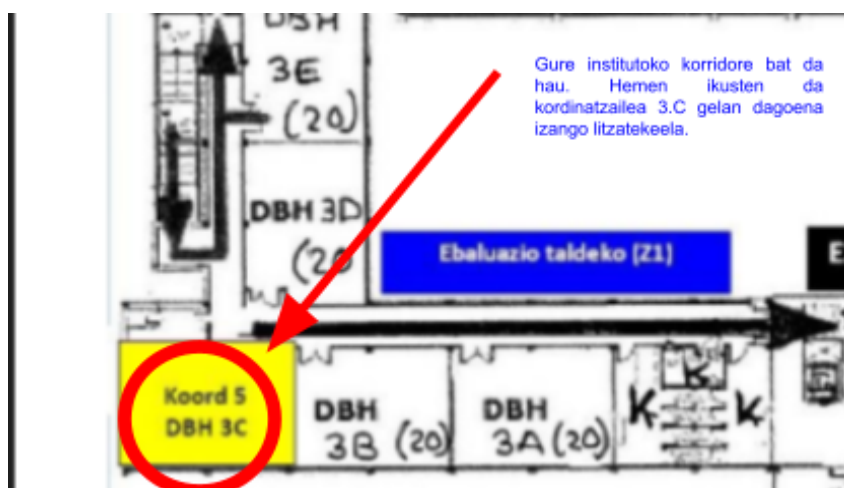 DBH
3E
(20)
Gure institutoko korridore bat da
hau. Hemen ikusten da
kordinatzailea 3.C gelan dagoena
izango litzatekeela.
DBH 3D
(20
Ebaluazio taldeko (Z1)
E
Koord 5
DBH 3C
DBH
3B (20)
DBH
3A (20)
K
K
K